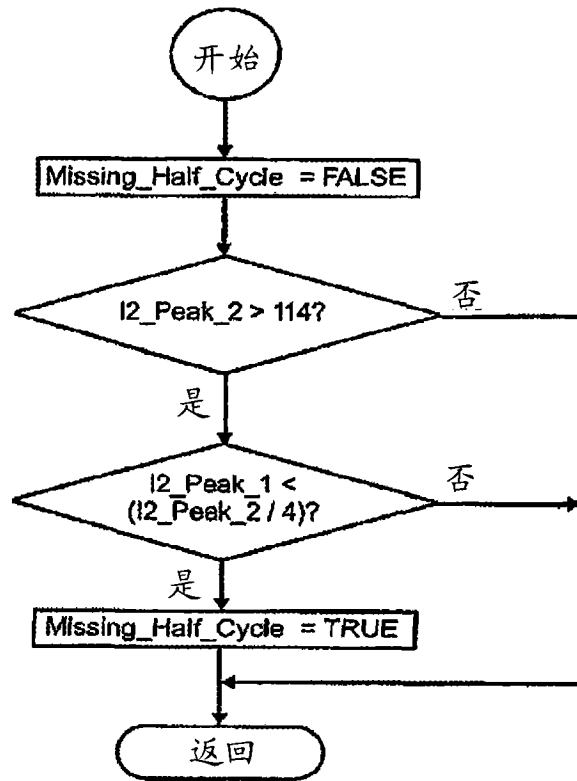 开始
Missing_Half_Cycle = FALSE
I2_Peak_2 > 114?
否
是
I2_Peak_1 <
(I2_Peak_2 / 4)?
否
是
Missing_Half_Cycle = TRUE
返回